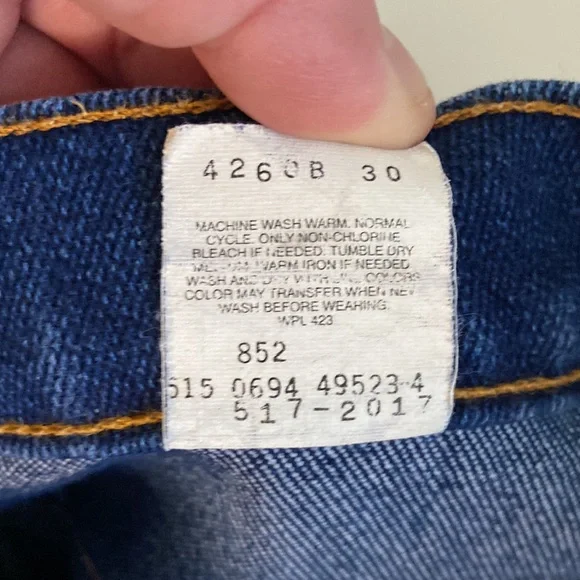 4260B 30
MACHINE WASH WARM. NORMAL
CYCLE. ONLY NON-CHLORINE
BLEACH IF NEEDED. TUMBLE DRY
WARM IRON IF NEEDED.
WASH AND DRY WITH LIKE COLORS
COLOR MAY TRANSFER WHEN NEW
WASH BEFORE WEARING.
WPL 423
852
515 0694 49523-4
517-2017